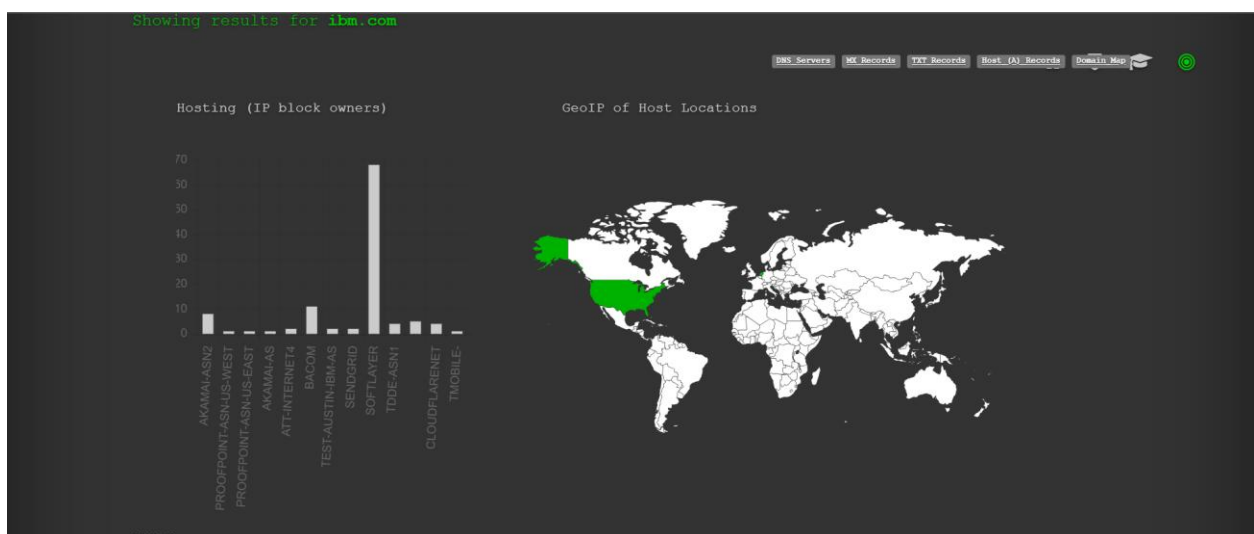 Showing results for ibm.com
DNS Servers
MX Records
TXT Records
Host (A) Records
Domain Map
Hosting (IP block owners)
GeoIP of Host Locations
70
60
50
40
30
20
10
0
AKAMAI-ASN2
PROOFPOINT-ASN-US-WEST
PROOFPOINT-ASN-US-EAST
AKAMAI-AS
ATT-INTERNET4
BACOM
TEST-AUSTIN-IBM-AS
SENDGRID
SOFTLAYER
TDDE-ASN1
CLOUDFLARENET
TMOBILE-